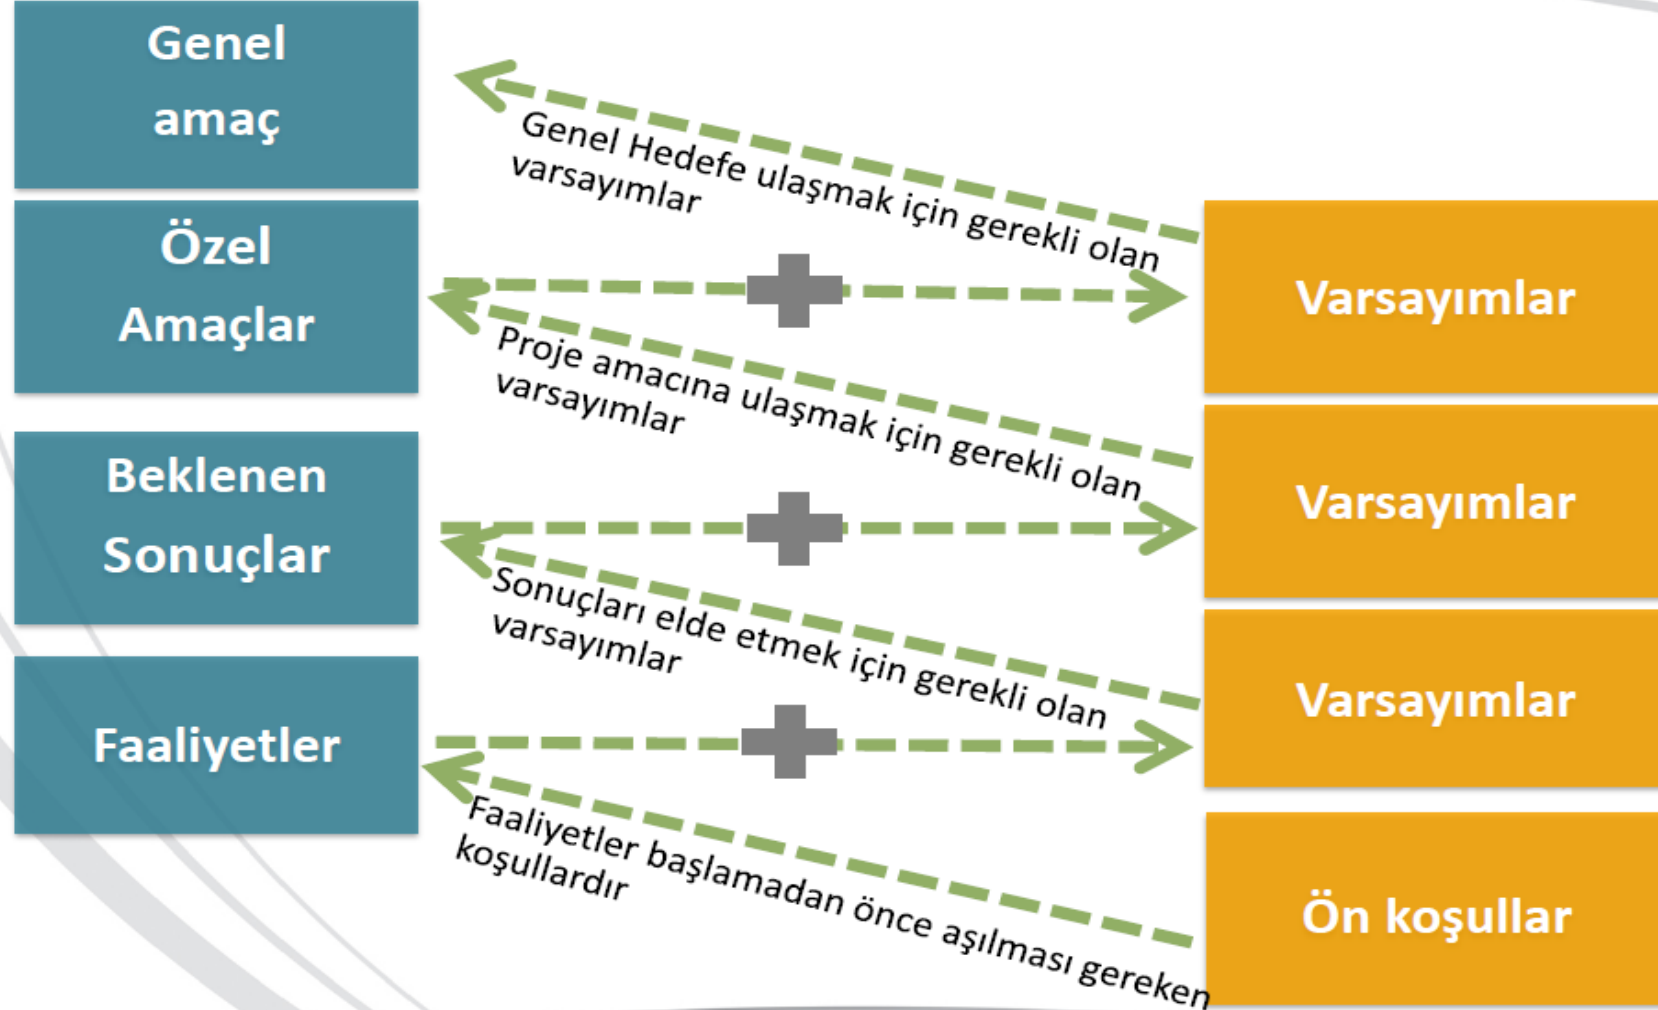 Genel
amaç
Genel Hedefe ulaşmak için gerekli olan
varsayımlar
Özel
Amaçlar
Varsayımlar
Proje amacına ulaşmak için gerekli olan
varsayımlar
Beklenen
Sonuçlar
Varsayımlar
Sonuçları elde etmek için gerekli olan
varsayımlar
Faaliyetler
Varsayımlar
Faaliyetler başlamadan önce aşılması gereken
koşullardır
Ön koşullar